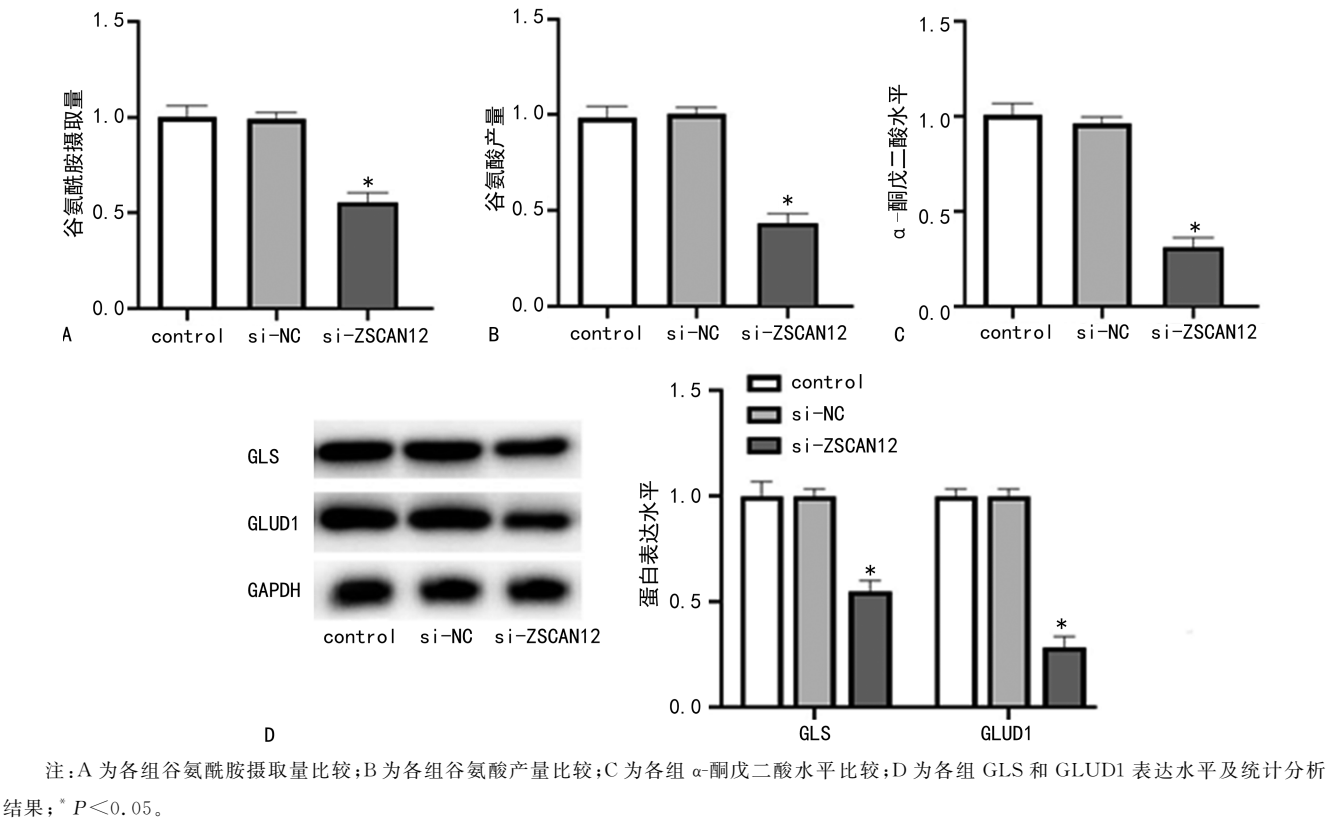 1.5
1.0
0.5
0.0
谷氨酰胺摄取量
*
control si-NC si-ZSCAN12
A
1.5
1.0
0.5
0.0
谷氨酸产量
*
control si-NC si-ZSCAN12
B
1.5
1.0
0.5
0.0
α-酮戊二酸水平
*
control si-NC si-ZSCAN12
C
GLS
GLUD1
GAPDH
control si-NC si-ZSCAN12
D
control
si-NC
si-ZSCAN12
1.5
1.0
0.5
0.0
蛋白表达水平
*
*
GLS GLUD1
注:A 为各组谷氨酰胺摄取量比较;B 为各组谷氨酸产量比较;C 为各组 α-酮戊二酸水平比较;D 为各组 GLS 和 GLUD1 表达水平及统计分析
结果;* P<0.05。